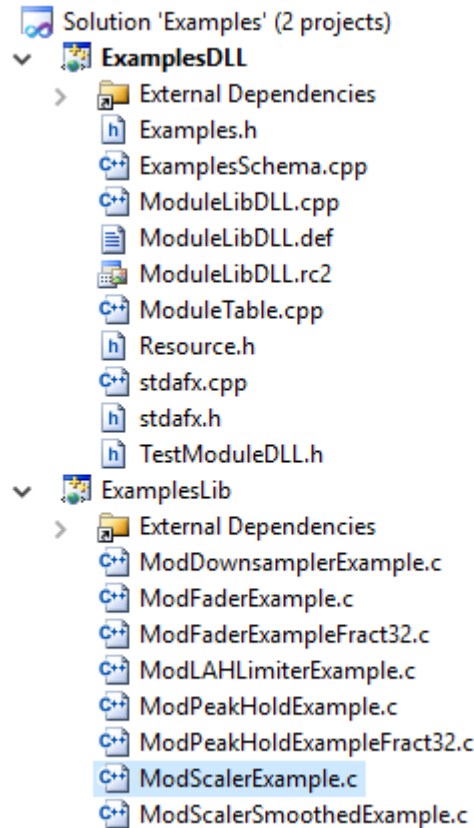 Solution 'Examples' (2 projects)
ExamplesDLL
External Dependencies
Examples.h
ExamplesSchema.cpp
ModuleLibDLL.cpp
ModuleLibDLL.def
ModuleLibDLL.rc2
ModuleTable.cpp
Resource.h
stdafx.cpp
stdafx.h
TestModuleDLL.h
ExamplesLib
External Dependencies
ModDownsamplerExample.c
ModFaderExample.c
ModFaderExampleFract32.c
ModLAHLimiterExample.c
ModPeakHoldExample.c
ModPeakHoldExampleFract32.c
ModScalerExample.c
ModScalerSmoothedExample.c